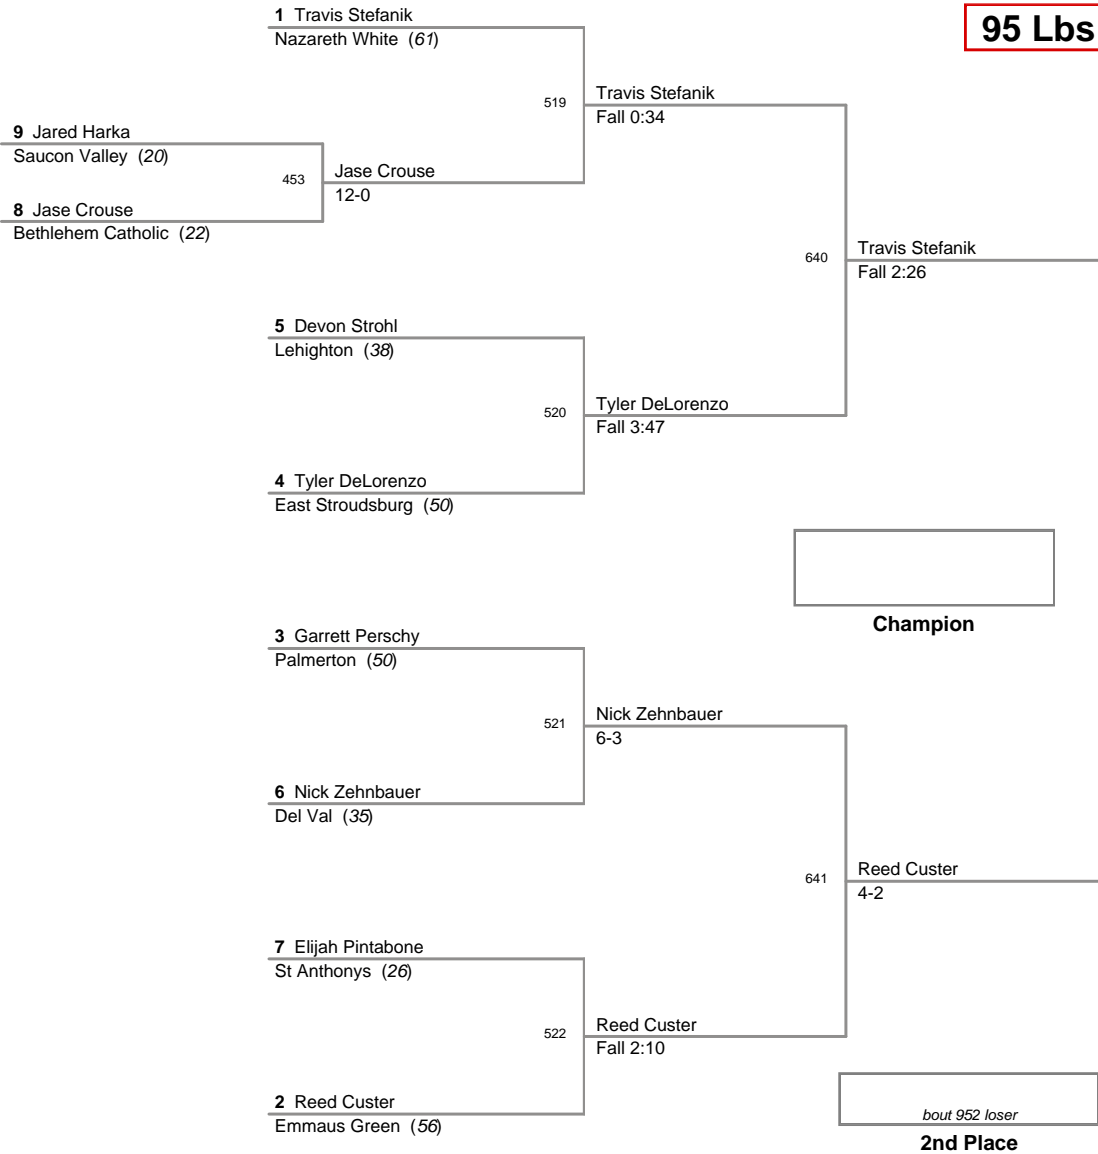 1 Travis Stefanik
Nazareth White (61)
95 Lbs
519
Travis Stefanik
Fall 0:34
9 Jared Harka
Saucon Valley (20)
453
Jase Crouse
12-0
8 Jase Crouse
Bethlehem Catholic (22)
640
Travis Stefanik
Fall 2:26
5 Devon Strohl
Lehighton (38)
520
Tyler DeLorenzo
Fall 3:47
4 Tyler DeLorenzo
East Stroudsburg (50)
Champion
3 Garrett Perschy
Palmerton (50)
521
Nick Zehnbauer
6-3
6 Nick Zehnbauer
Del Val (35)
641
Reed Custer
4-2
7 Elijah Pintabone
St Anthonys (26)
522
Reed Custer
Fall 2:10
2 Reed Custer
Emmaus Green (56)
bout 952 loser
2nd Place